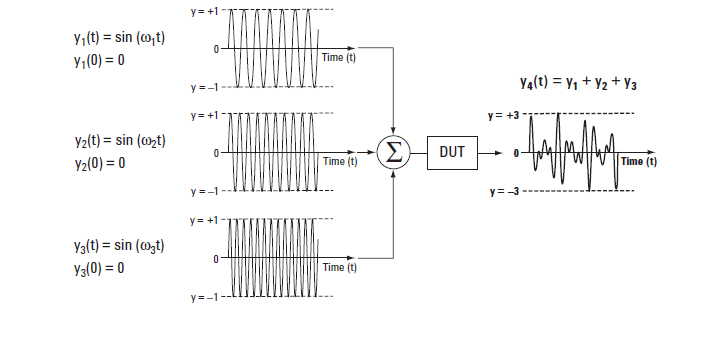 y = +1
y₁(t) = sin (ω₁t)
y₁(0) = 0
0
Time (t)
y = –1
y₄(t) = y₁ + y₂ + y₃
y = +1
y = +3
y₂(t) = sin (ω₂t)
y₂(0) = 0
0
Time (t)
Σ
DUT
0
Time (t)
y = –1
y = –3
y = +1
y₃(t) = sin (ω₃t)
y₃(0) = 0
0
Time (t)
y = –1